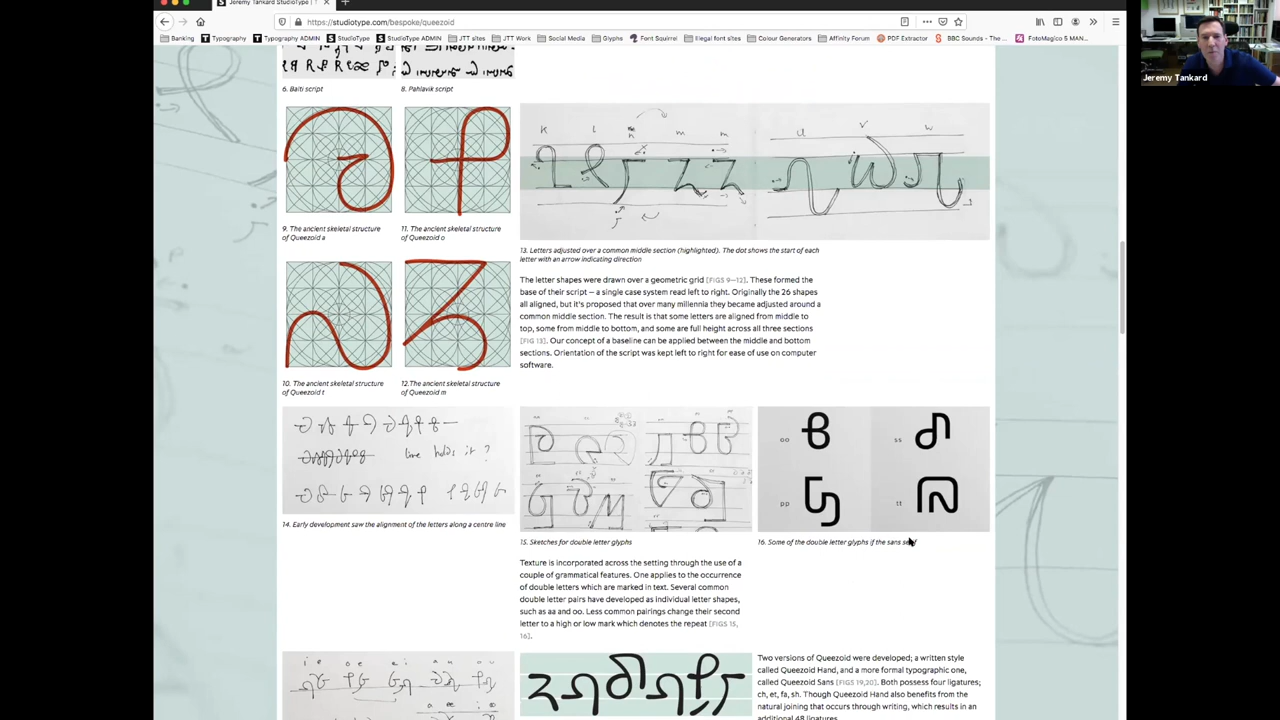 Jeremy Tankard StudioType |
https://studiotype.com/bespoke/queezoid
Banking
Typography
Typography ADMIN
StudioType
StudioType ADMIN
JTT sites
JTT Work
Social Media
Glyphs
Font Squirrel
Illegal font sites
Colour Generators
Affinity Forum
PDF Extractor
BBC Sounds - The ...
FotoMagico 5 MAN...
Jeremy Tankard
6. Balti script
8. Pahlavik script
9. The ancient skeletal structure
of Queezoid a
11. The ancient skeletal structure
of Queezoid o
10. The ancient skeletal structure
of Queezoid t
12.The ancient skeletal structure
of Queezoid m
K l n m m u v w
13. Letters adjusted over a common middle section (highlighted). The dot shows the start of each
letter with an arrow indicating direction
The letter shapes were drawn over a geometric grid [FIGS 9–12]. These formed the
base of their script – a single case system read left to right. Originally the 26 shapes
all aligned, but it's proposed that over many millennia they became adjusted around a
common middle section. The result is that some letters are aligned from middle to
top, some from middle to bottom, and some are full height across all three sections
[FIG 13]. Our concept of a baseline can be applied between the middle and bottom
sections. Orientation of the script was kept left to right for ease of use on computer
software.
line holds it?
14. Early development saw the alignment of the letters along a centre line
15. Sketches for double letter glyphs
oo
ss
pp
tt
16. Some of the double letter glyphs if the sans serif
Texture is incorporated across the setting through the use of a
couple of grammatical features. One applies to the occurrence
of double letters which are marked in text. Several common
double letter pairs have developed as individual letter shapes,
such as aa and oo. Less common pairings change their second
letter to a high or low mark which denotes the repeat [FIGS 15,
16].
Two versions of Queezoid were developed; a written style
called Queezoid Hand, and a more formal typographic one,
called Queezoid Sans [FIGS 19,20]. Both possess four ligatures;
ch, et, fa, sh. Though Queezoid Hand also benefits from the
natural joining that occurs through writing, which results in
an additional 48 ligatures.